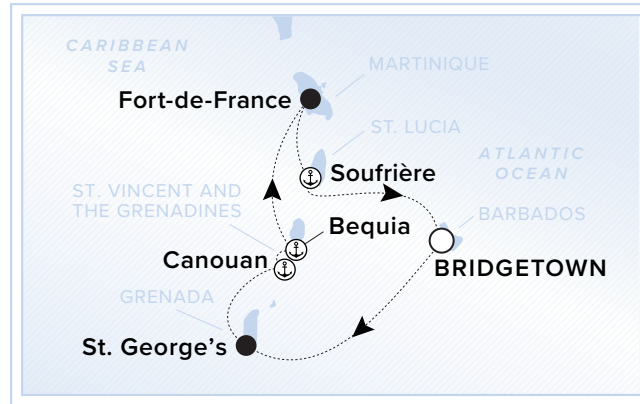 CARIBBEAN
SEA
MARTINIQUE
Fort-de-France
ST. LUCIA
ATLANTIC
OCEAN
Soufrière
ST. VINCENT AND
THE GRENADINES
BARBADOS
Bequia
Canouan
BRIDGETOWN
GRENADA
St. George’s